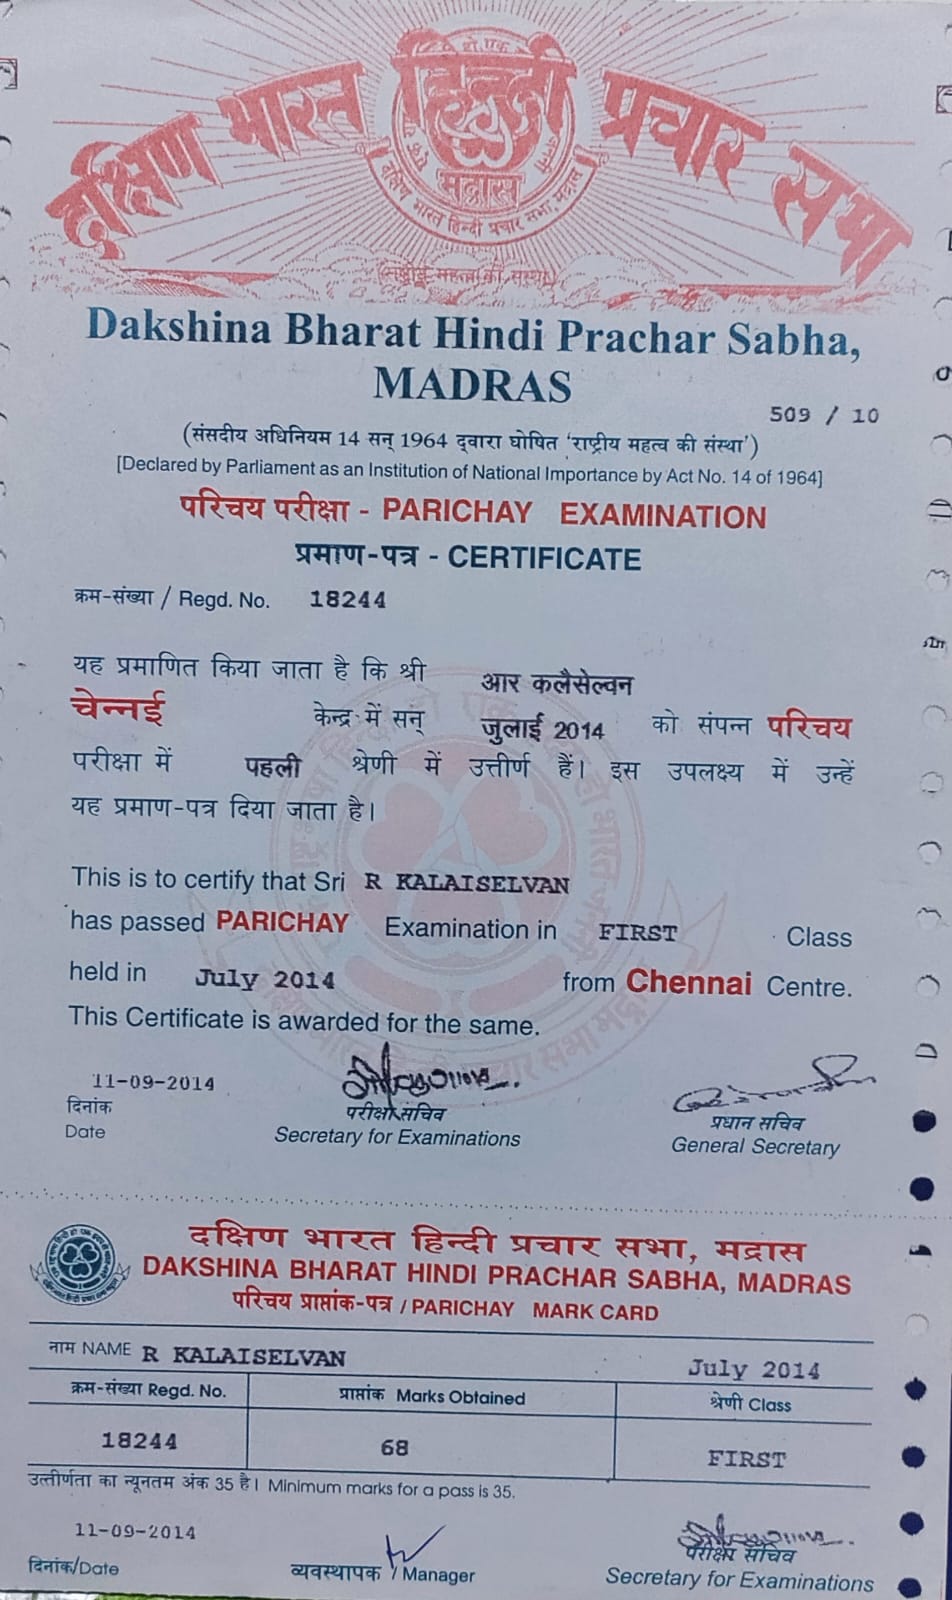 दक्षिण भारत हिन्दी प्रचार सभा
मद्रास
दक्षिण भारत हिन्दी प्रचार सभा, मद्रास
Dakshina Bharat Hindi Prachar Sabha,
MADRAS
509 / 10
(संसदीय अधिनियम 14 सन् 1964 द्वारा घोषित ‘राष्ट्रीय महत्व की संस्था’)
[Declared by Parliament as an Institution of National Importance by Act No. 14 of 1964]
परिचय परीक्षा - PARICHAY EXAMINATION
प्रमाण-पत्र - CERTIFICATE
क्रम-संख्या / Regd. No. 18244
यह प्रमाणित किया जाता है कि श्री आर कलैसेल्वन
चेन्नई केन्द्र में सन् जुलाई 2014 को संपन्न परिचय
परीक्षा में पहली श्रेणी में उत्तीर्ण हैं। इस उपलक्ष्य में उन्हें
यह प्रमाण-पत्र दिया जाता है।
This is to certify that Sri R KALAISELVAN
has passed PARICHAY Examination in FIRST Class
held in July 2014 from Chennai Centre.
This Certificate is awarded for the same.
11-09-2014
दिनांक
Date
परीक्षा सचिव
Secretary for Examinations
प्रधान सचिव
General Secretary
दक्षिण भारत हिन्दी प्रचार सभा, मद्रास
DAKSHINA BHARAT HINDI PRACHAR SABHA, MADRAS
परिचय प्राप्तांक-पत्र / PARICHAY MARK CARD
नाम NAME R KALAISELVAN July 2014
क्रम-संख्या Regd. No. प्राप्तांक Marks Obtained श्रेणी Class
18244 68 FIRST
उत्तीर्णता का न्यूनतम अंक 35 है। Minimum marks for a pass is 35.
11-09-2014
दिनांक/Date
व्यवस्थापक / Manager
परीक्षा सचिव
Secretary for Examinations